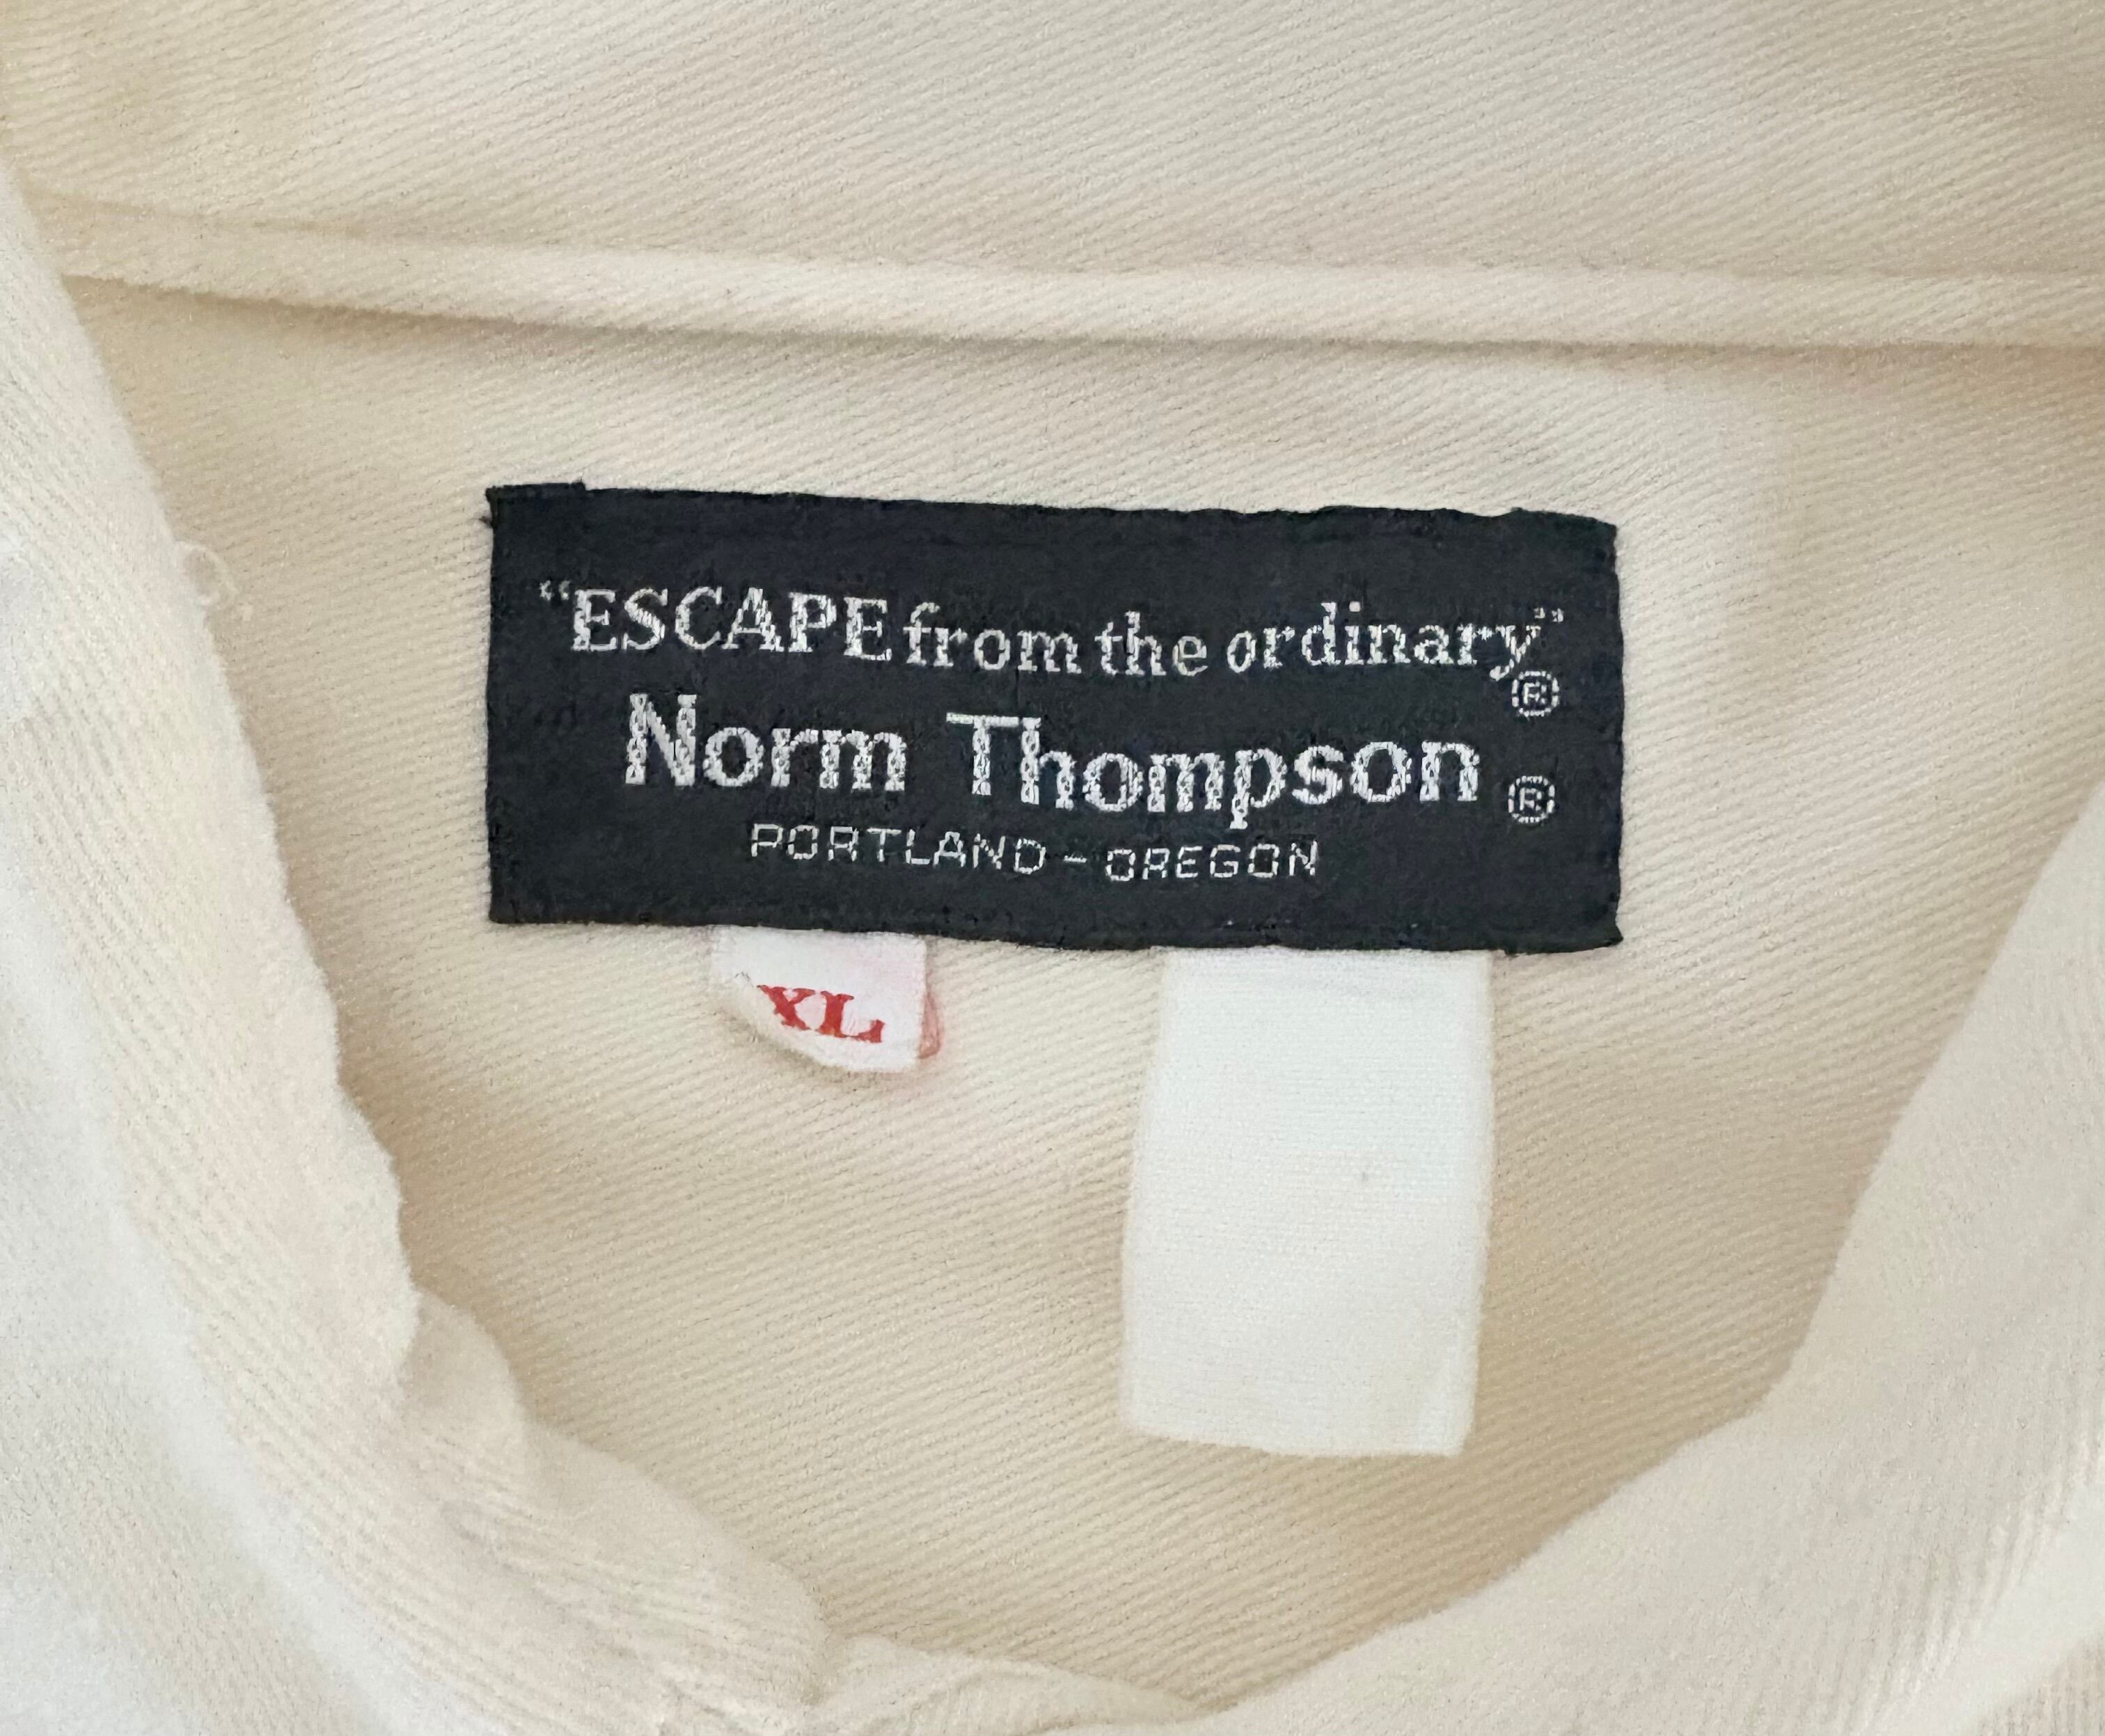 “ESCAPE from the ordinary”®
Norm Thompson ®
PORTLAND - OREGON
XL